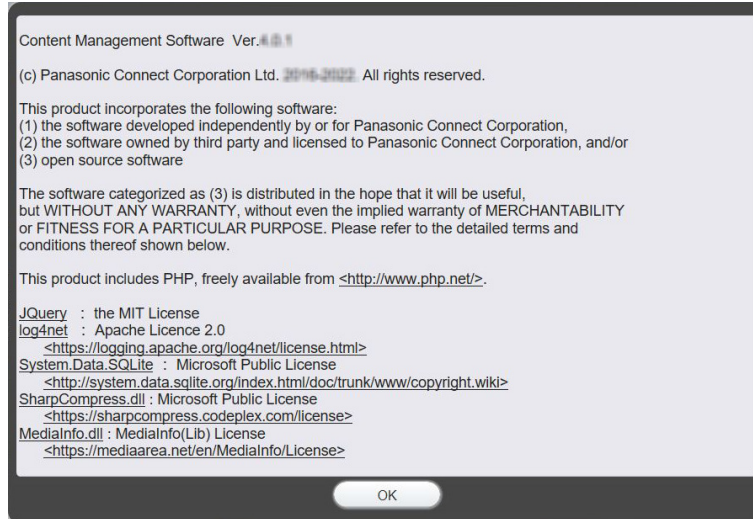 Content Management Software Ver.
(c) Panasonic Connect Corporation Ltd. All rights reserved.
This product incorporates the following software:
(1) the software developed independently by or for Panasonic Connect Corporation,
(2) the software owned by third party and licensed to Panasonic Connect Corporation, and/or
(3) open source software
The software categorized as (3) is distributed in the hope that it will be useful,
but WITHOUT ANY WARRANTY, without even the implied warranty of MERCHANTABILITY
or FITNESS FOR A PARTICULAR PURPOSE. Please refer to the detailed terms and
conditions thereof shown below.
This product includes PHP, freely available from <http://www.php.net/>.
JQuery : the MIT License
log4net : Apache Licence 2.0
<https://logging.apache.org/log4net/license.html>
System.Data.SQLite : Microsoft Public License
<http://system.data.sqlite.org/index.html/doc/trunk/www/copyright.wiki>
SharpCompress.dll : Microsoft Public License
<https://sharpcompress.codeplex.com/license>
MediaInfo.dll : MediaInfo(Lib) License
<https://mediaarea.net/en/MediaInfo/License>
OK